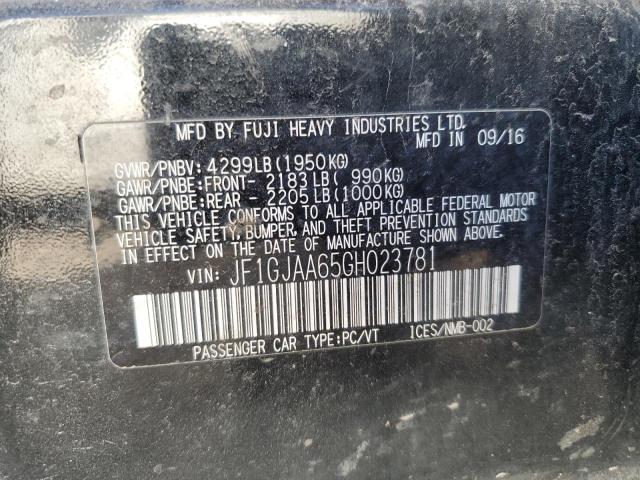 MFD BY FUJI HEAVY INDUSTRIES LTD.
MFD IN 09/16
GVWR/PNBV: 4299LB(1950KG)
GAWR/PNBE:FRONT- 2183LB( 990KG)
GAWR/PNBE:REAR - 2205LB(1000KG)
THIS VEHICLE CONFORMS TO ALL APPLICABLE FEDERAL MOTOR
VEHICLE SAFETY, BUMPER, AND THEFT PREVENTION STANDARDS
IN EFFECT ON THE DATE OF MANUFACTURE SHOWN ABOVE.
VIN: JF1GJAA65GH023781
PASSENGER CAR TYPE:PC/VT 1CES/NMB-002